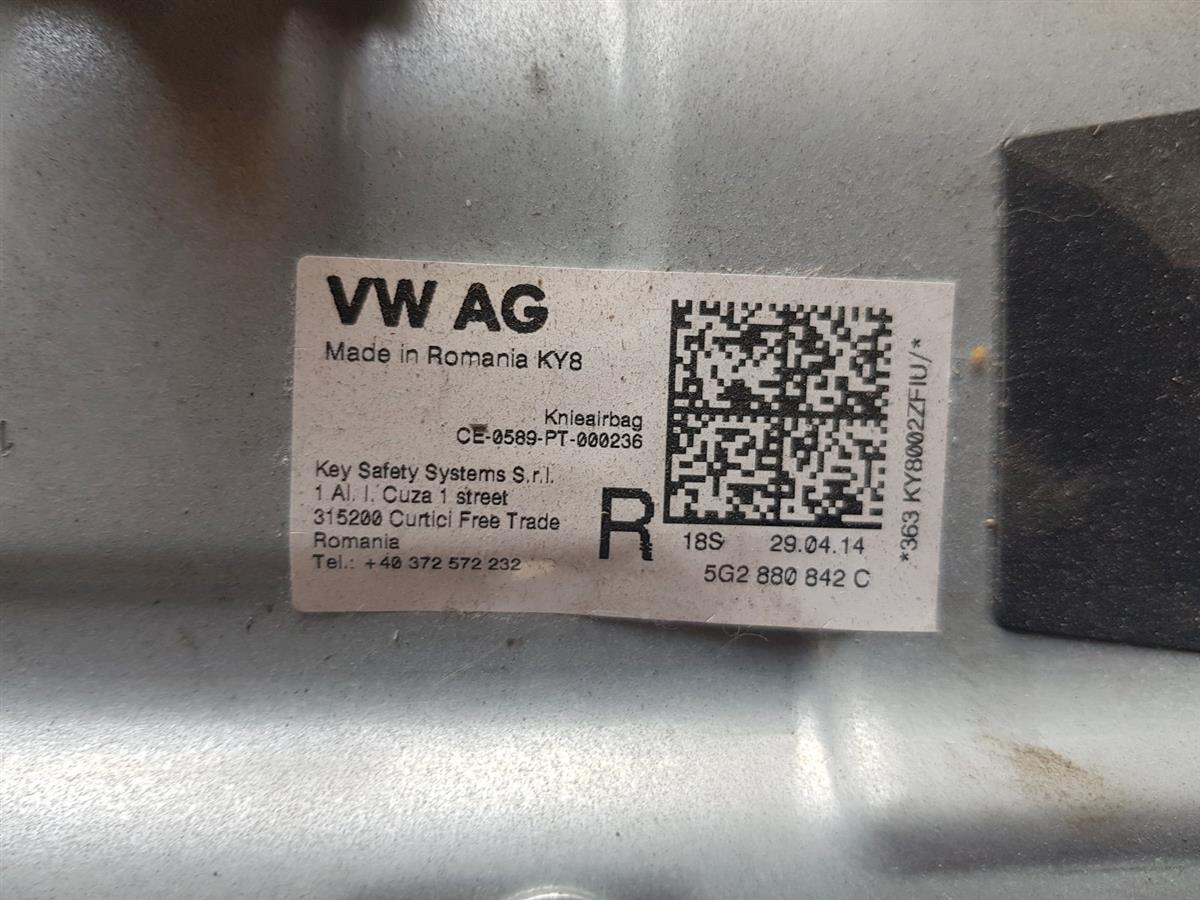 VW AG
Made in Romania KY8
Knieairbag
CE-0589-PT-000236
Key Safety Systems S.r.l.
1 Al. I. Cuza 1 street
315200 Curtici Free Trade
Romania
Tel.: +40 372 572 232
R
18S 29.04.14
5G2 880 842 C
*363 KY8002ZFIU/*